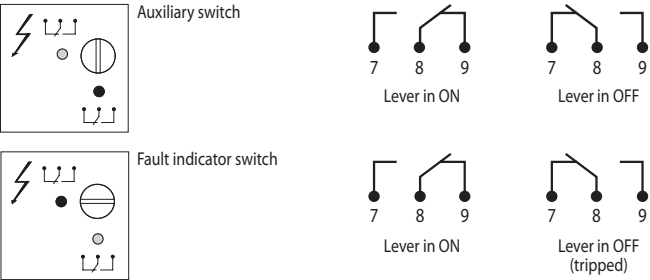 Auxiliary switch
7 8 9 7 8 9
Lever in ON Lever in OFF
Fault indicator switch
7 8 9 7 8 9
Lever in ON Lever in OFF
(tripped)